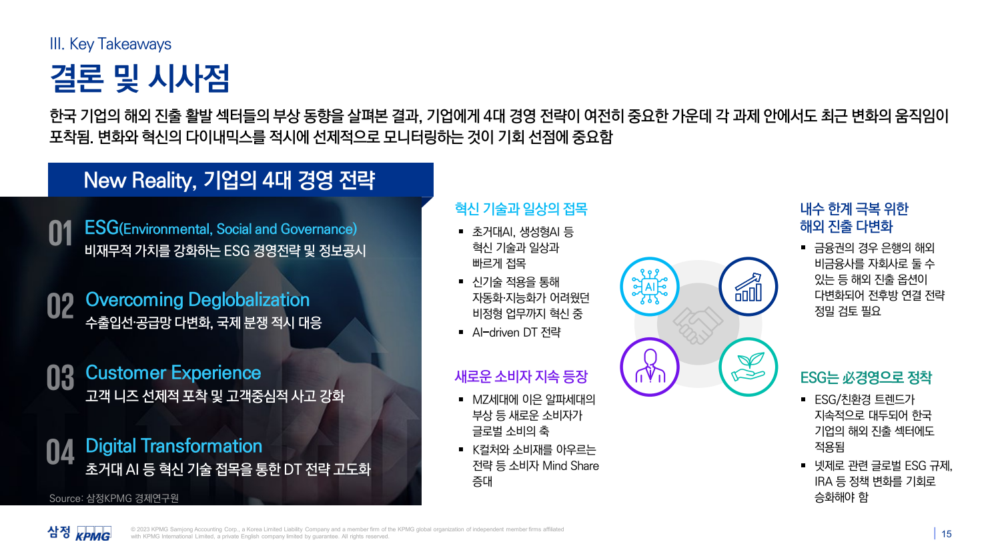 III. Key Takeaways
결론 및 시사점
한국 기업의 해외 진출 활발 섹터들의 부상 동향을 살펴본 결과, 기업에게 4대 경영 전략이 여전히 중요한 가운데 각 과제 안에서도 최근 변화의 움직임이
포착됨. 변화와 혁신의 다이내믹스를 적시에 선제적으로 모니터링하는 것이 기회 선점에 중요함
New Reality, 기업의 4대 경영 전략
01 ESG(Environmental, Social and Governance)
비재무적 가치를 강화하는 ESG 경영전략 및 정보공시
02 Overcoming Deglobalization
수출입선·공급망 다변화, 국제 분쟁 적시 대응
03 Customer Experience
고객 니즈 선제적 포착 및 고객중심적 사고 강화
04 Digital Transformation
초거대 AI 등 혁신 기술 접목을 통한 DT 전략 고도화
Source: 삼정KPMG 경제연구원
혁신 기술과 일상의 접목
▪ 초거대AI, 생성형AI 등
혁신 기술과 일상과
빠르게 접목
▪ 신기술 적용을 통해
자동화·지능화가 어려웠던
비정형 업무까지 혁신 중
▪ AI-driven DT 전략
새로운 소비자 지속 등장
▪ MZ세대에 이은 알파세대의
부상 등 새로운 소비자가
글로벌 소비의 축
▪ K컬처와 소비재를 아우르는
전략 등 소비자 Mind Share
증대
AI
내수 한계 극복 위한
해외 진출 다변화
▪ 금융권의 경우 은행의 해외
비금융사를 자회사로 둘 수
있는 등 해외 진출 옵션이
다변화되어 전후방 연결 전략
정밀 검토 필요
ESG는 必경영으로 정착
▪ ESG/친환경 트렌드가
지속적으로 대두되어 한국
기업의 해외 진출 섹터에도
적용됨
▪ 넷제로 관련 글로벌 ESG 규제,
IRA 등 정책 변화를 기회로
승화해야 함
삼정 KPMG
© 2023 KPMG Samjong Accounting Corp., a Korea Limited Liability Company and a member firm of the KPMG global organization of independent member firms affiliated
with KPMG International Limited, a private English company limited by guarantee. All rights reserved.
15